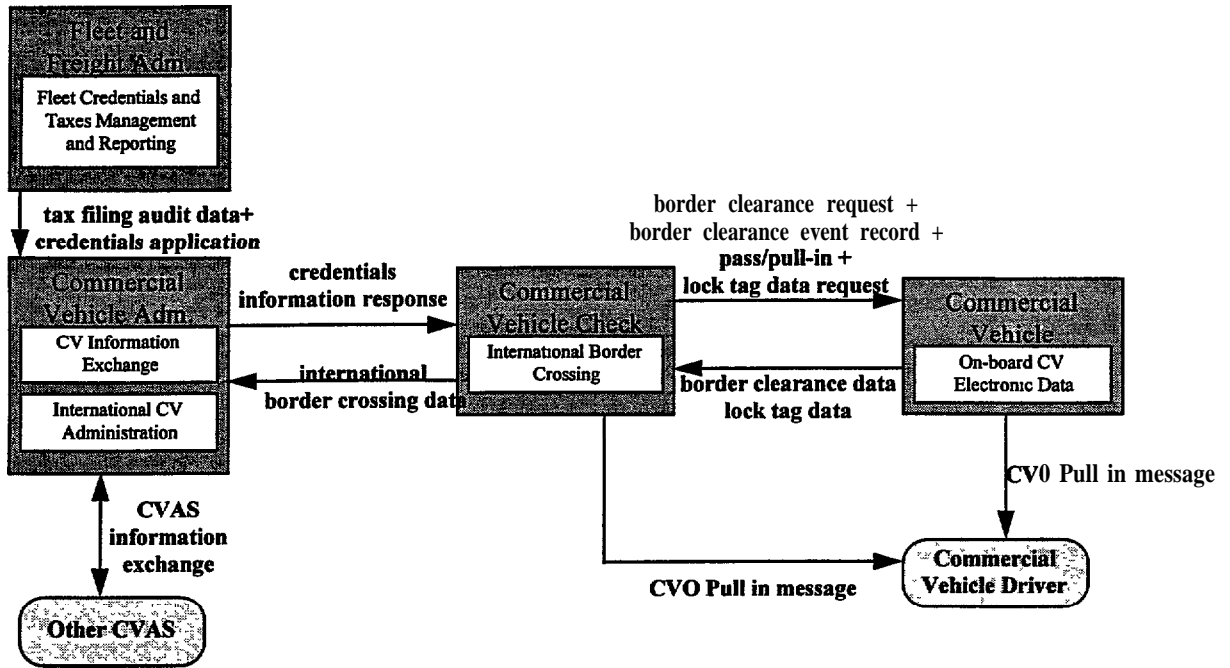 Fleet and
Freight Adm.
Fleet Credentials and
Taxes Management
and Reporting
tax filing audit data+
credentials application
Commercial
Vehicle Adm.
CV Information
Exchange
International CV
Administration
CVAS
information
exchange
Other CVAS
credentials
information response
international
border crossing data
Commercial
Vehicle Check
International Border
Crossing
border clearance request +
border clearance event record +
pass/pull-in +
lock tag data request
border clearance data
lock tag data
Commercial
Vehicle
On-board CV
Electronic Data
CV0 Pull in message
CVO Pull in message
Commercial
Vehicle Driver